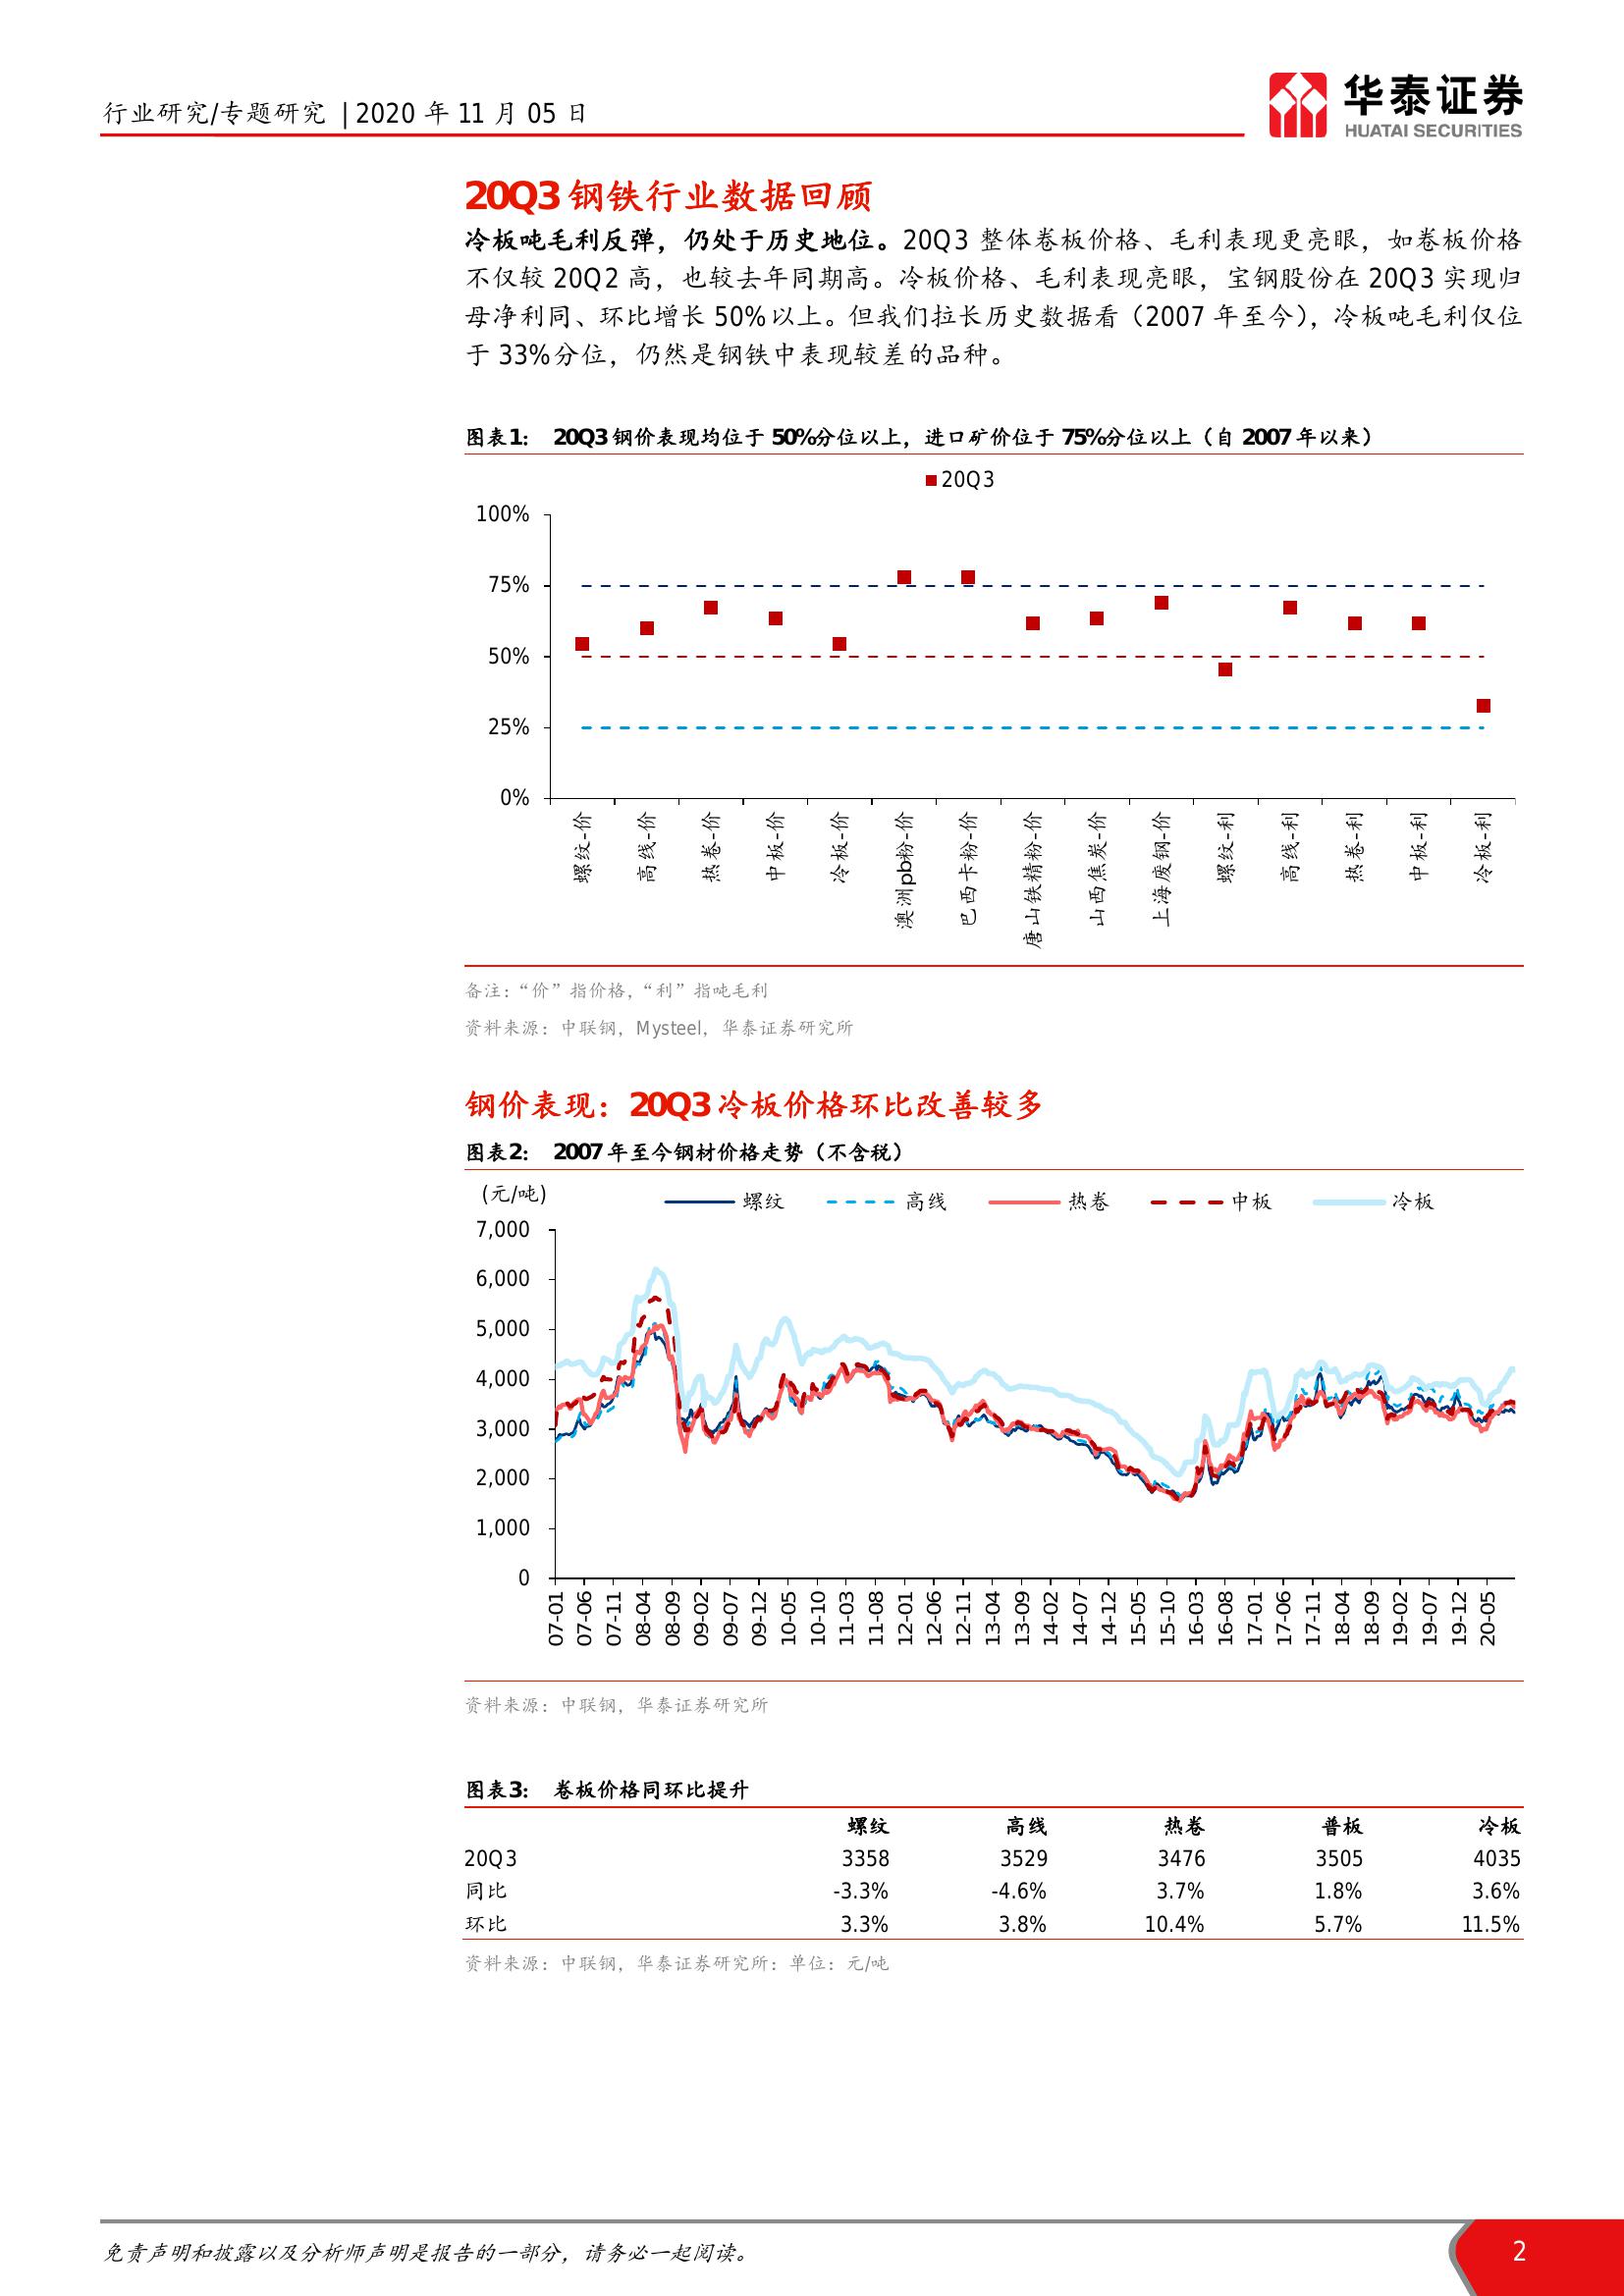 行业研究/专题研究 | 2020 年 11 月 05 日
华泰证券
HUATAI SECURITIES
20Q3 钢铁行业数据回顾
冷板吨毛利反弹，仍处于历史地位。20Q3 整体卷板价格、毛利表现更亮眼，如卷板价格
不仅较 20Q2 高，也较去年同期高。冷板价格、毛利表现亮眼，宝钢股份在 20Q3 实现归
母净利同、环比增长 50%以上。但我们拉长历史数据看（2007 年至今），冷板吨毛利仅位
于 33%分位，仍然是钢铁中表现较差的品种。
图表1： 20Q3 钢价表现均位于 50%分位以上，进口矿价位于 75%分位以上（自 2007 年以来）
20Q3
100%
75%
50%
25%
0%
螺纹-价
高线-价
热卷-价
中板-价
冷板-价
澳洲pb粉-价
巴西卡粉-价
唐山铁精粉-价
山西焦炭-价
上海废钢-价
螺纹-利
高线-利
热卷-利
中板-利
冷板-利
备注：“价”指价格，“利”指吨毛利
资料来源：中联钢，Mysteel，华泰证券研究所
钢价表现：20Q3 冷板价格环比改善较多
图表2： 2007 年至今钢材价格走势（不含税）
(元/吨) 螺纹 高线 热卷 中板 冷板
7,000
6,000
5,000
4,000
3,000
2,000
1,000
0
07-01 07-06 07-11 08-04 08-09 09-02 09-07 09-12 10-05 10-10 11-03 11-08 12-01 12-06 12-11 13-04 13-09 14-02 14-07 14-12 15-05 15-10 16-03 16-08 17-01 17-06 17-11 18-04 18-09 19-02 19-07 19-12 20-05
资料来源：中联钢，华泰证券研究所
图表3： 卷板价格同环比提升
螺纹 高线 热卷 普板 冷板
20Q3 3358 3529 3476 3505 4035
同比 -3.3% -4.6% 3.7% 1.8% 3.6%
环比 3.3% 3.8% 10.4% 5.7% 11.5%
资料来源：中联钢，华泰证券研究所：单位：元/吨
免责声明和披露以及分析师声明是报告的一部分，请务必一起阅读。
2